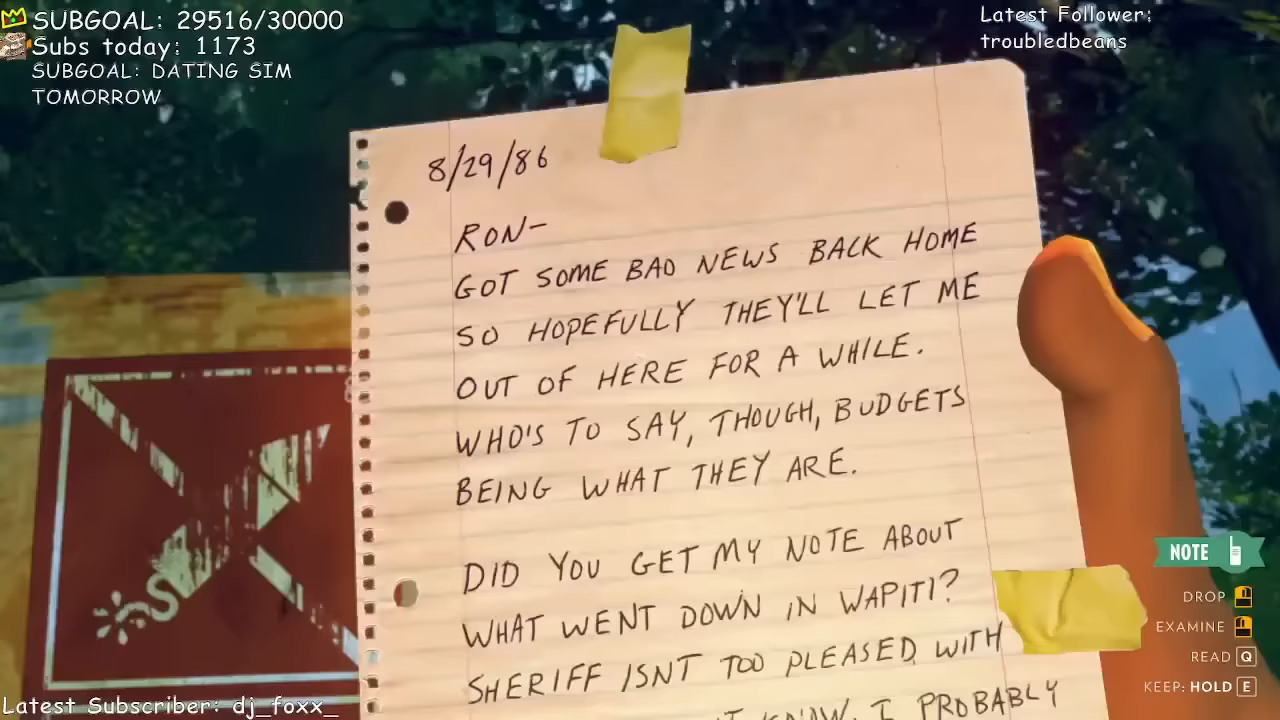 SUBGOAL: 29516/30000
Subs today: 1173
SUBGOAL: DATING SIM
TOMORROW
Latest Follower:
troubledbeans
8/29/86
RON-
GOT SOME BAD NEWS BACK HOME
SO HOPEFULLY THEY'LL LET ME
OUT OF HERE FOR A WHILE.
WHO'S TO SAY, THOUGH, BUDGETS
BEING WHAT THEY ARE.
DID YOU GET MY NOTE ABOUT
WHAT WENT DOWN IN WAPITI?
SHERIFF ISNT TOO PLEASED WITH
KNOW, I PROBABLY
NOTE
DROP
EXAMINE
READ Q
KEEP: HOLD E
Latest Subscriber: dj_foxx_